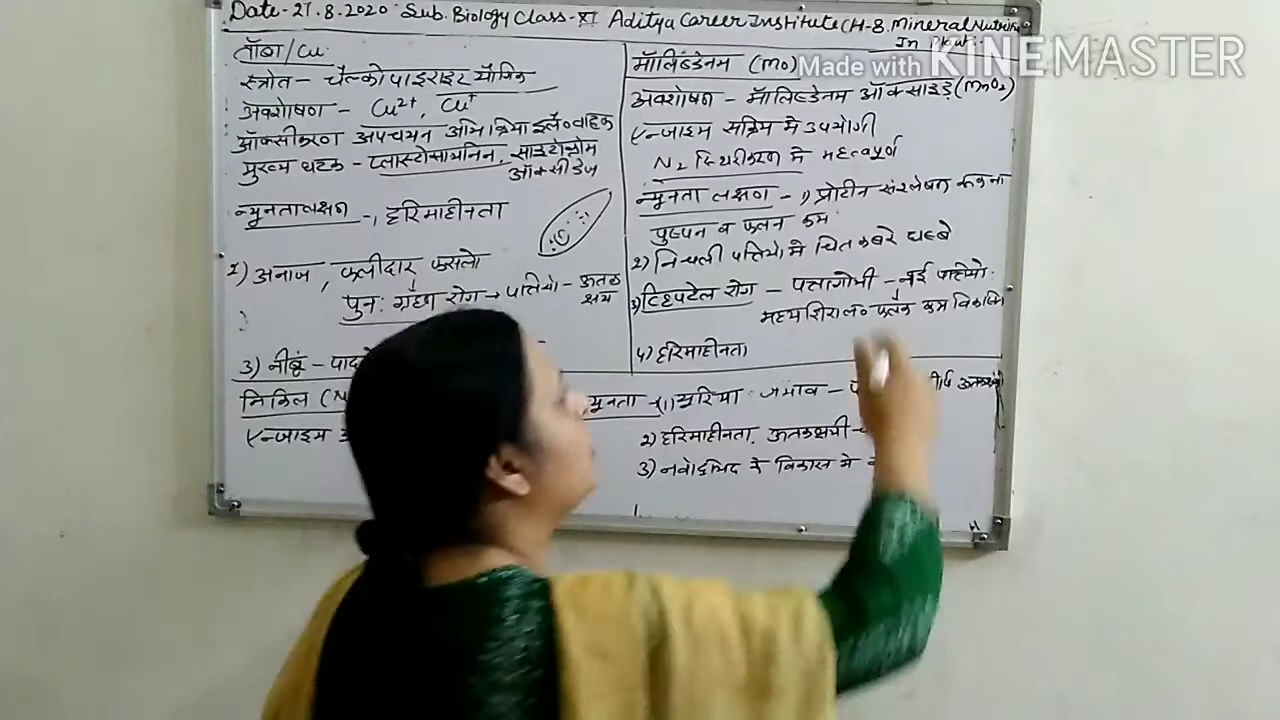 Date-27.8.2020 Sub. Biology Class-XI Aditya Career Institute CH-8. Mineral Nutrition
In
Made with KINEMASTER
ताँबा/Cu
स्त्रोत - चैल्को पाइराइट यौगिक
अवशोषण - Cu²⁺, Cu⁺
ऑक्सीकरण अपचयन अभिक्रिया इलै० वाहक
मुख्य घटक - प्लास्टोसायनिन, साइटोक्रोम
ऑक्सीडेज
न्यूनता लक्षण - हरिमाहीनता
2) अनाज, फलीदार फसलो
पुनः ग्रहण रोग → पत्तियो - ऊतक
क्षय
3) नींबू -
मॉलिब्डेनम (Mo)
अवशोषण - मॉलिब्डेनम ऑक्साइड (MnO₂)
एन्जाइम सक्रिय मे उपयोगी
N₂ स्थिरीकरण मे महत्वपूर्ण
न्यूनता लक्षण - 1) प्रोटीन संश्लेषण
पुष्पन व फलन कम
2) निचली पत्तियो मे चितकबरे धब्बे
3) व्हिपटेल रोग - पत्तागोभी - नई पत्तियो
मध्यशिरा फलक कम विकसित
4) हरिमाहीनता
निकिल (N
एन्जाइम
न्यूनता - (1) यूरिया जमाव -
2) हरिमाहीनता, ऊतकक्षयी
3) नवोद्भिद के विकास मे